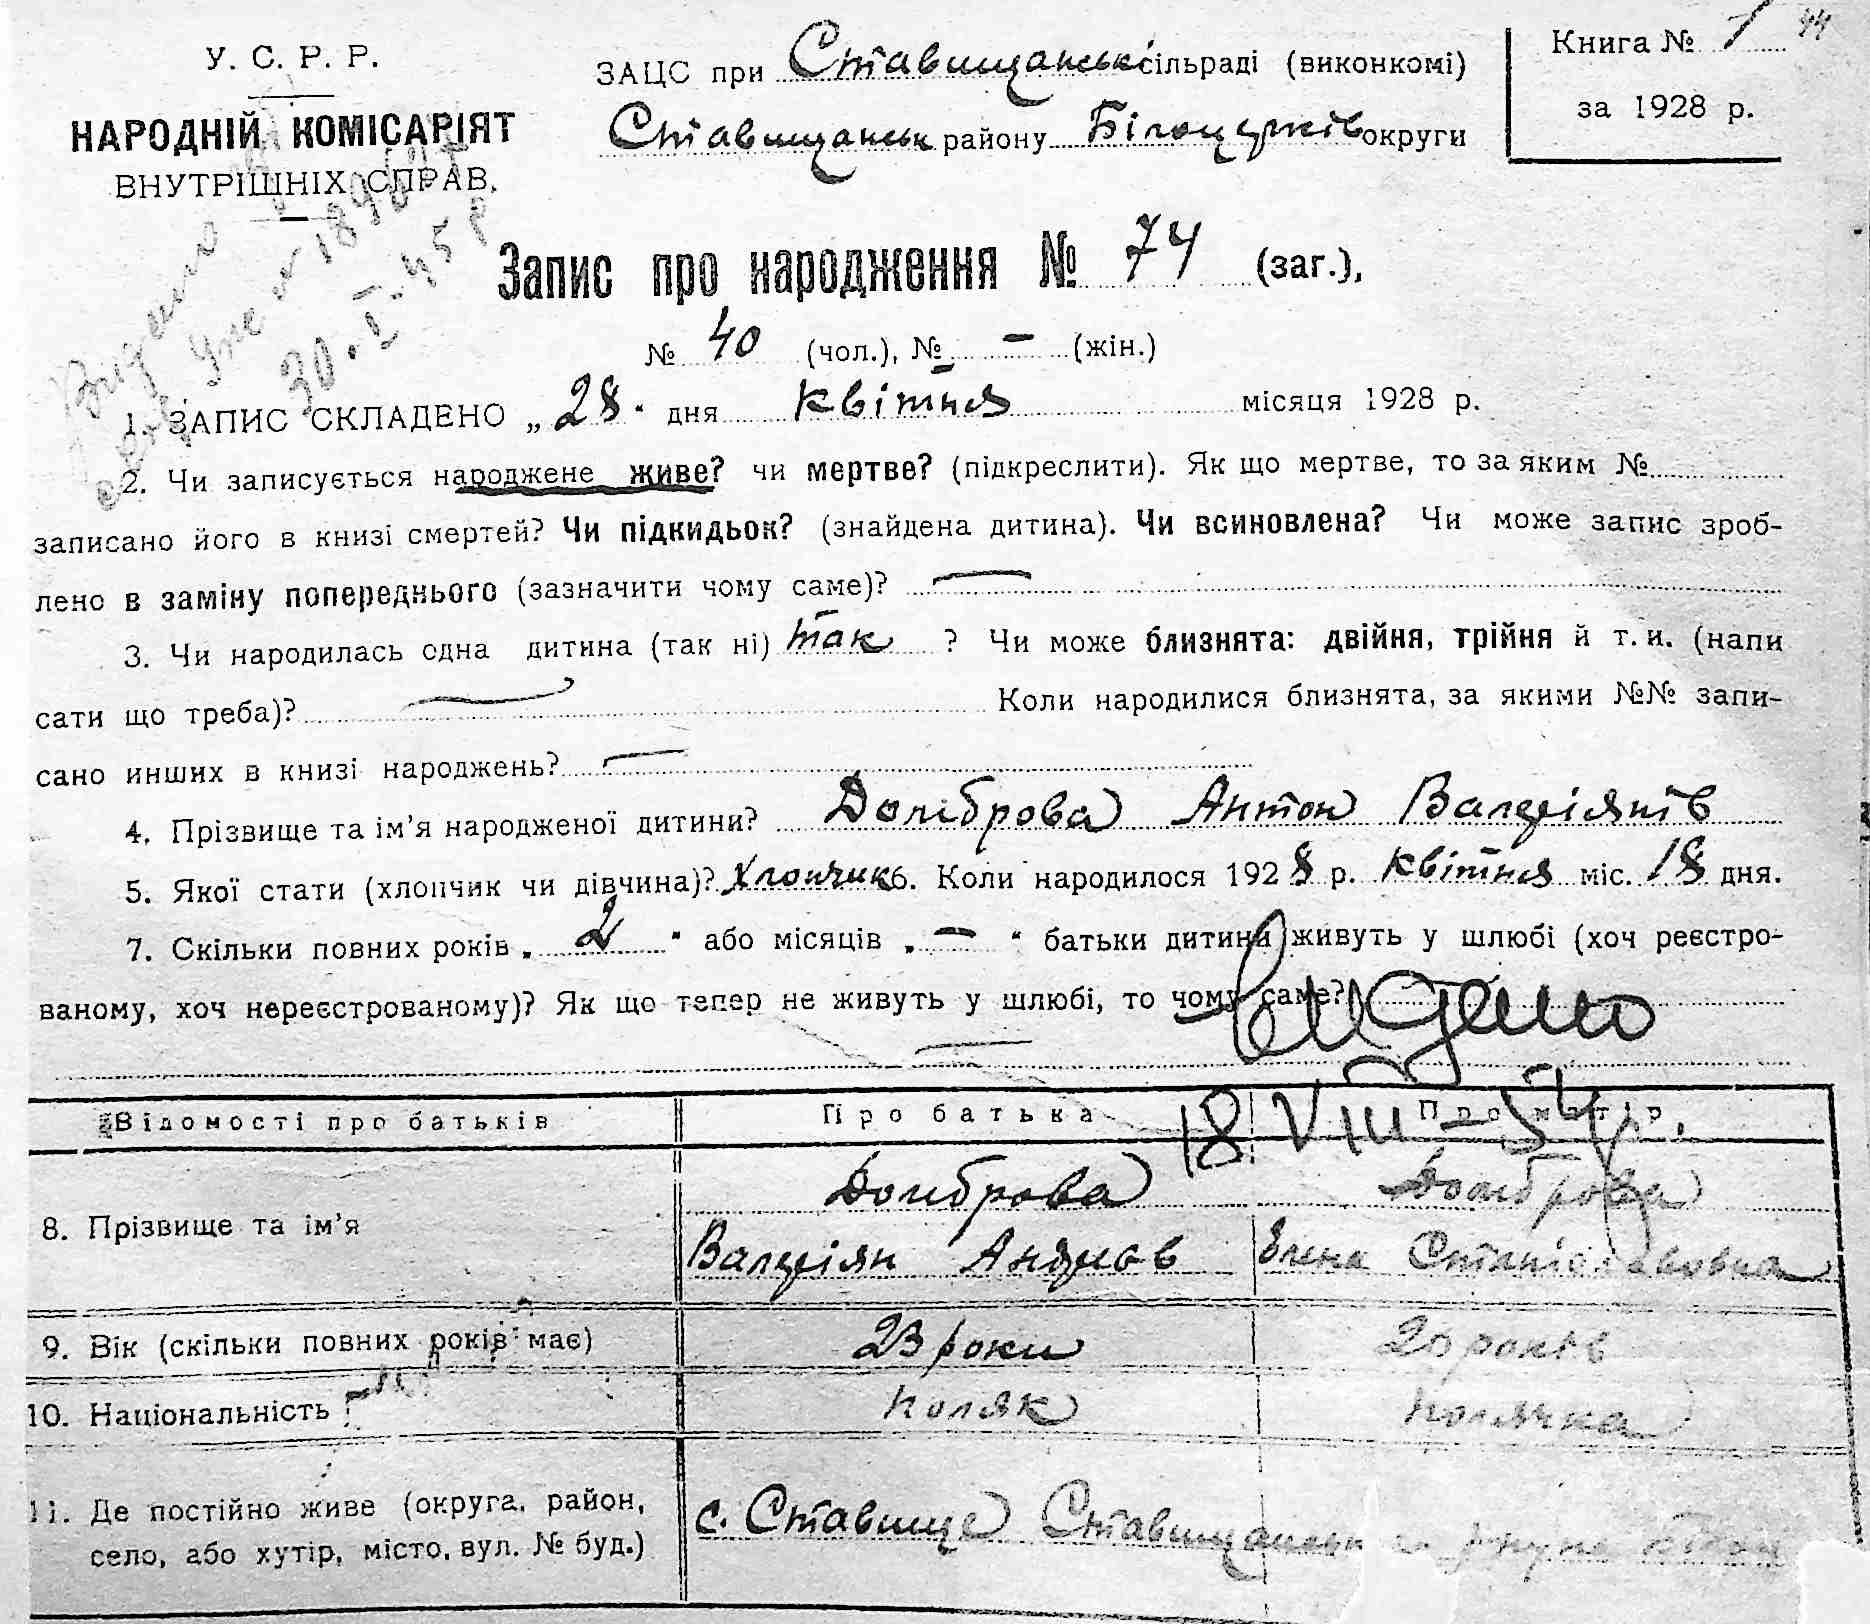 У. С. Р. Р.
НАРОДНІЙ КОМІСАРІЯТ
ВНУТРІШНІХ СПРАВ.
ЗАЦС при Ставищанськ сільраді (виконкомі)
Ставищанськ району Білоцерків округи
Книга № 1
за 1928 р.
44
Видено
30.I-45 р
Запис про народження № 74 (заг.),
№ 40 (чол.), № – (жін.)
1. ЗАПИС СКЛАДЕНО „28“ дня квітня місяця 1928 р.
2. Чи записується народжене живе? чи мертве? (підкреслити). Як що мертве, то за яким №
записано його в книзі смертей? Чи підкидьок? (знайдена дитина). Чи всиновлена? Чи може запис зроб-
лено в заміну попереднього (зазначити чому саме)? —
3. Чи народилась одна дитина (так ні) так ? Чи може близнята: двійня, трійня й т. и. (напи
сати що треба)? — Коли народилися близнята, за якими №№ запи-
сано инших в книзі народжень? —
4. Прізвище та ім'я народженої дитини? Домброва Антон Валеріянів
5. Якої стати (хлопчик чи дівчина)? Хлопчик 6. Коли народилося 1928 р. квітня міс. 18 дня.
7. Скільки повних років „ 2 “ або місяців „ – “ батьки дитини живуть у шлюбі (хоч реєстро-
ваному, хоч нереєстрованому)? Як що тепер не живуть у шлюбі, то чому саме?
—
видено
18 VIII – 54 р.
Відомості про батьків Про батька Про матір
8. Прізвище та ім'я Домброва Домброва
Валеріян Андрієв Елена Станіславовна
9. Вік (скільки повних років має) 23 роки 20 років
10. Національність поляк полячка
11. Де постійно живе (округа, район,
село, або хутір, місто, вул. № буд.) с. Ставище Ставищанськ